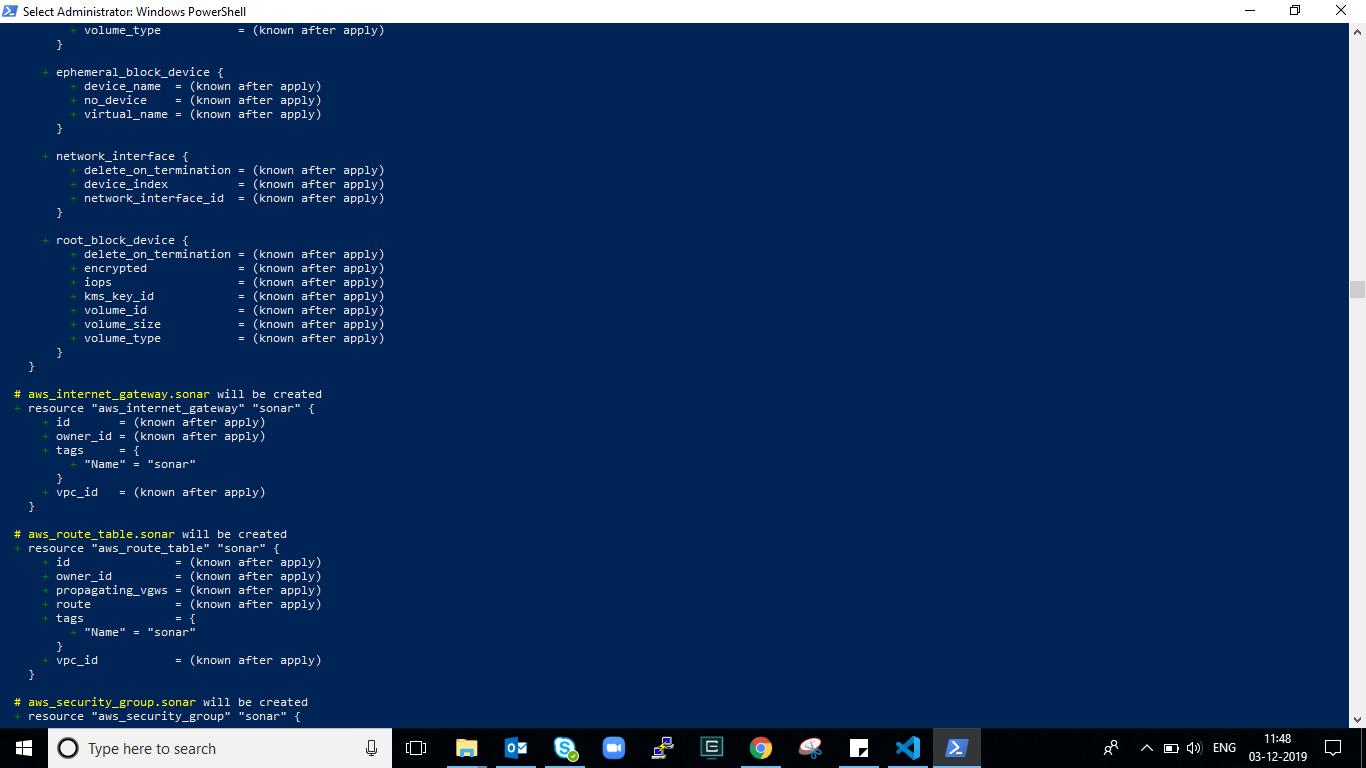 Select Administrator: Windows PowerShell
+ volume_type           = (known after apply)
}
+ ephemeral_block_device {
+ device_name  = (known after apply)
+ no_device    = (known after apply)
+ virtual_name = (known after apply)
}
+ network_interface {
+ delete_on_termination = (known after apply)
+ device_index          = (known after apply)
+ network_interface_id  = (known after apply)
}
+ root_block_device {
+ delete_on_termination = (known after apply)
+ encrypted             = (known after apply)
+ iops                  = (known after apply)
+ kms_key_id            = (known after apply)
+ volume_id             = (known after apply)
+ volume_size           = (known after apply)
+ volume_type           = (known after apply)
}
}
# aws_internet_gateway.sonar will be created
+ resource "aws_internet_gateway" "sonar" {
+ id       = (known after apply)
+ owner_id = (known after apply)
+ tags     = {
+ "Name" = "sonar"
}
+ vpc_id   = (known after apply)
}
# aws_route_table.sonar will be created
+ resource "aws_route_table" "sonar" {
+ id               = (known after apply)
+ owner_id         = (known after apply)
+ propagating_vgws = (known after apply)
+ route            = (known after apply)
+ tags             = {
+ "Name" = "sonar"
}
+ vpc_id           = (known after apply)
}
# aws_security_group.sonar will be created
+ resource "aws_security_group" "sonar" {
Type here to search
ENG
11:48
03-12-2019